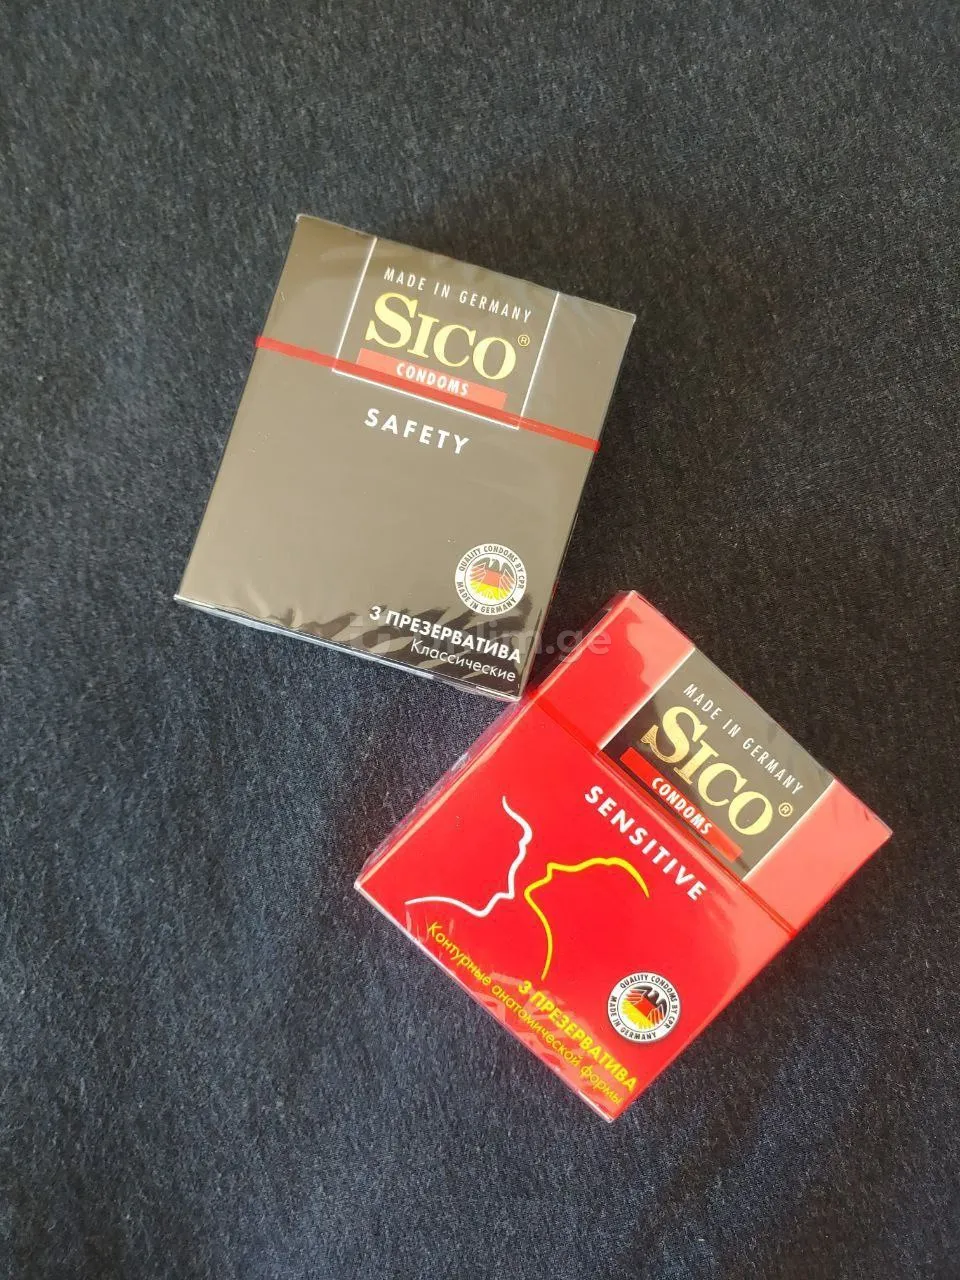 MADE IN GERMANY
SICO®
CONDOMS
SAFETY
QUALITY CONDOMS BY CPR
MADE IN GERMANY
3 ПРЕЗЕРВАТИВА
Классические
MADE IN GERMANY
SICO®
CONDOMS
SENSITIVE
QUALITY CONDOMS BY CPR
MADE IN GERMANY
3 ПРЕЗЕРВАТИВА
Контурные анатомической формы